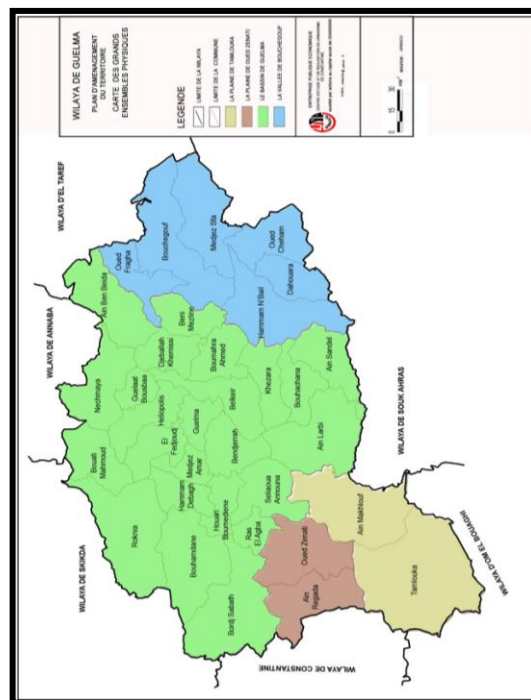 WILAYA DE GUELMA
PLAN D'AMENAGEMENT
DU TERRITOIRE
CARTE DES GRANDS
ENSEMBLES PHYSIQUES
LEGENDE
LIMITE DE LA WILAYA
LIMITE DE LA COMMUNE
LA PLAINE DE TAMLOUKA
LA PLAINE DE OUED ZENATI
LE BASSIN DE GUELMA
LA VALLEE DE BOUCHEGOUF
ENTREPRISE PUBLIQUE ECONOMIQUE
WILAYA D'EL TAREF
WILAYA DE ANNABA
WILAYA DE SKIKDA
WILAYA DE CONSTANTINE
WILAYA D'OM EL BOUAGHI
WILAYA DE SOUK AHRAS
Oued
Fragha
Bouchegouf
Medjez Sfa
Oued
Cheham
Dahouara
Hammam N'Bail
Ain Ben Beida
Beni
Mezline
Djeballah
Khemissi
Nechmaya
Guelaat
Bousbaa
Boumahra
Ahmed
Khezara
Bouhachana
Ain Sandel
Heliopolis
El
Fedjoudj
Guelma
Belkeir
Bendjerrah
Ain Larbi
Bouati
Mahmoud
Medjez
Amar
Hammam
Debagh
Houari
Boumediene
Sellaoua
Announa
Roknia
Bouhamdane
Ras
El Agba
Bordj Sabath
Oued Zenati
Ain
Regada
Ain Makhlouf
Tamlouka